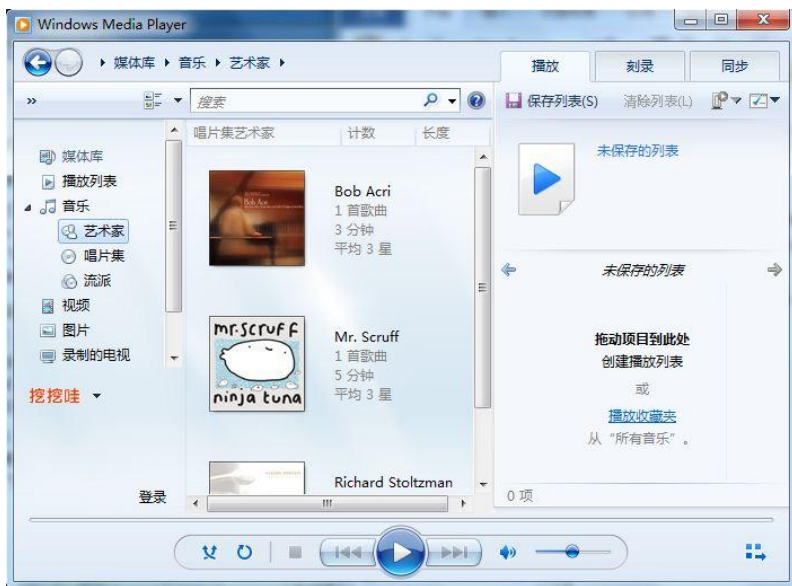 Windows Media Player
媒体库 ▸ 音乐 ▸ 艺术家 ▸
播放
刻录
同步
»
搜索
保存列表(S)
清除列表(L)
唱片集艺术家
计数
长度
媒体库
播放列表
音乐
艺术家
唱片集
流派
视频
图片
录制的电视
挖挖哇
登录
Bob Acri
1 首歌曲
3 分钟
平均 3 星
mr.scruff
ninja tuna
Mr. Scruff
1 首歌曲
5 分钟
平均 3 星
Richard Stoltzman
未保存的列表
未保存的列表
拖动项目到此处
创建播放列表
或
播放收藏夹
从“所有音乐”。
0 项